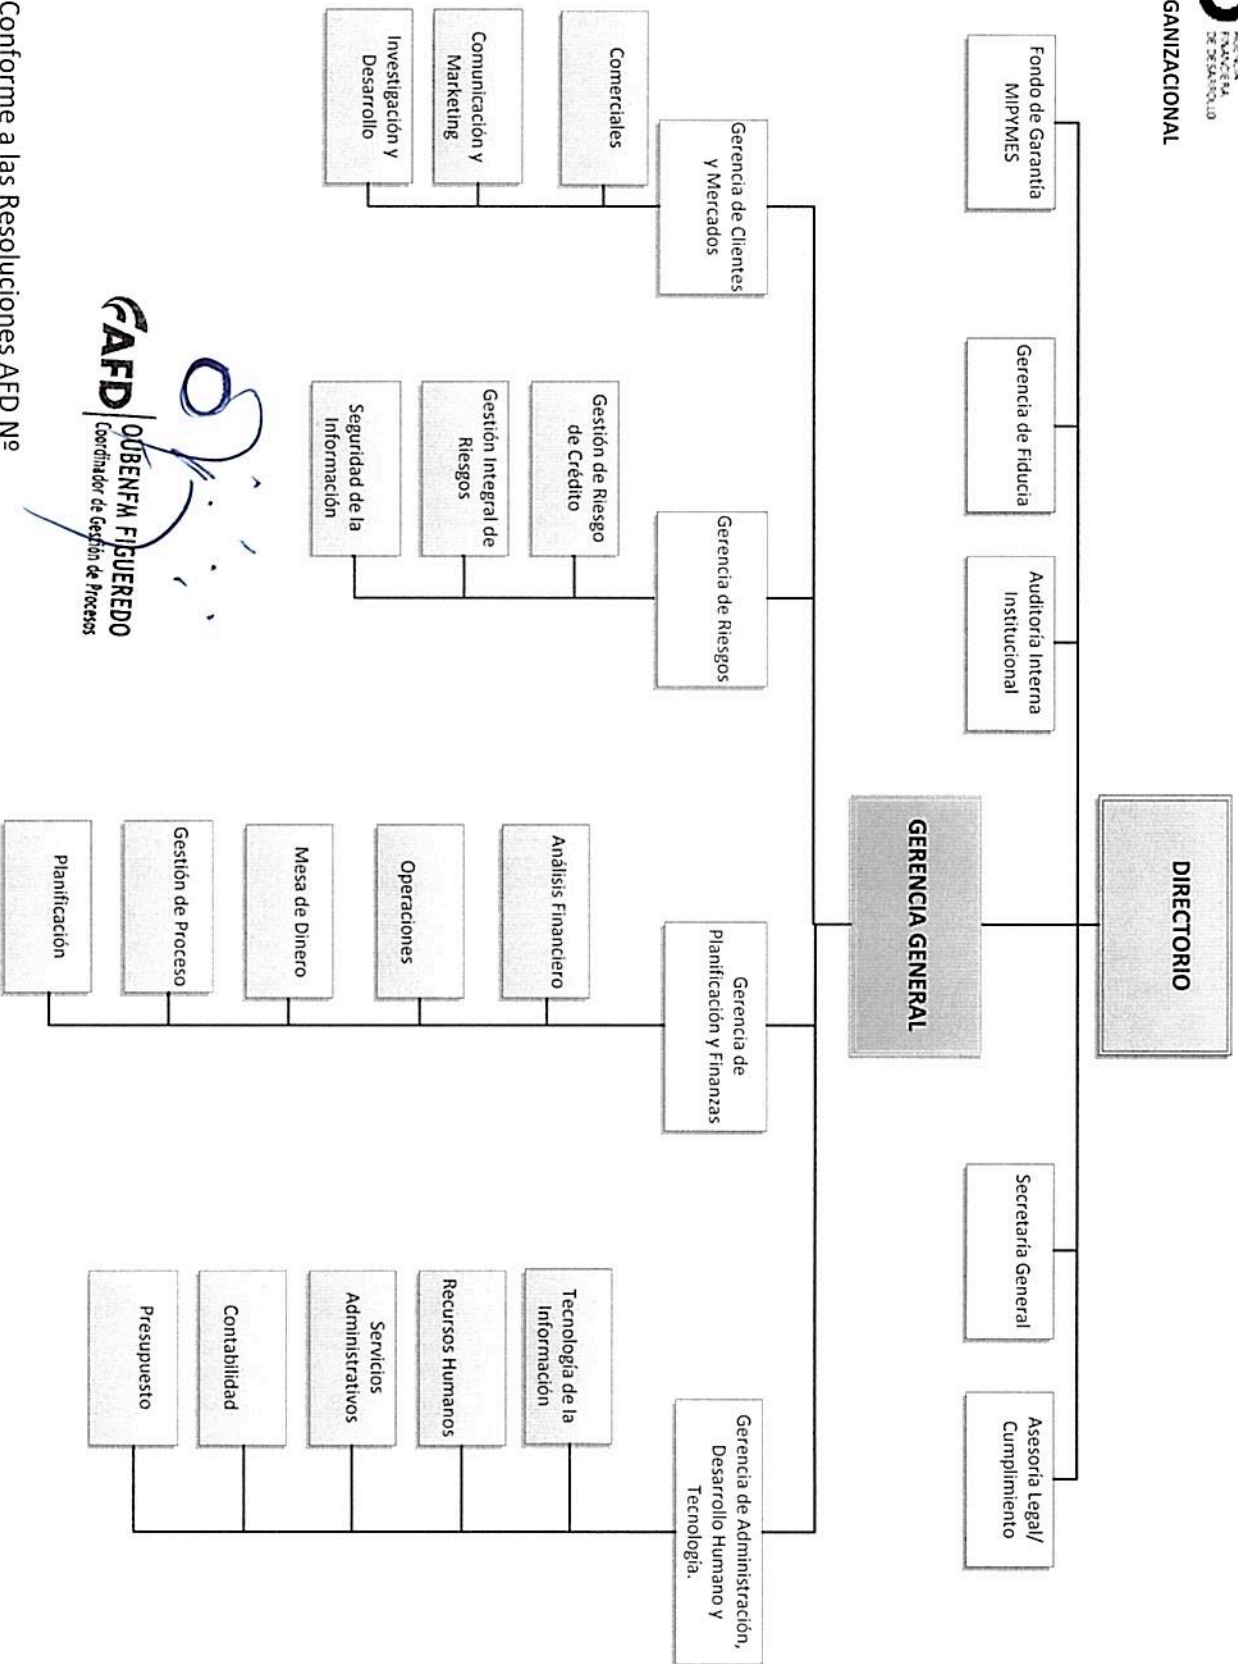 FINANCIERA
DE DESARROLLO
GANIZACIONAL
DIRECTORIO
Fondo de Garantía
MIPYMES
Gerencia de Fiducia
Auditoría Interna
Institucional
Secretaría General
Asesoría Legal/
Cumplimiento
GERENCIA GENERAL
Gerencia de Clientes
y Mercados
Comerciales
Comunicación y
Marketing
Investigación y
Desarrollo
Gerencia de Riesgos
Gestión de Riesgo
de Crédito
Gestión Integral de
Riesgos
Seguridad de la
Información
Gerencia de
Planificación y Finanzas
Análisis Financiero
Operaciones
Mesa de Dinero
Gestión de Proceso
Planificación
Gerencia de Administración,
Desarrollo Humano y
Tecnología.
Tecnología de la
Información
Recursos Humanos
Servicios
Administrativos
Contabilidad
Presupuesto
AFD
FIGUEREDO
Coordinador de Gestión de Procesos
Conforme a las Resoluciones AFD Nº